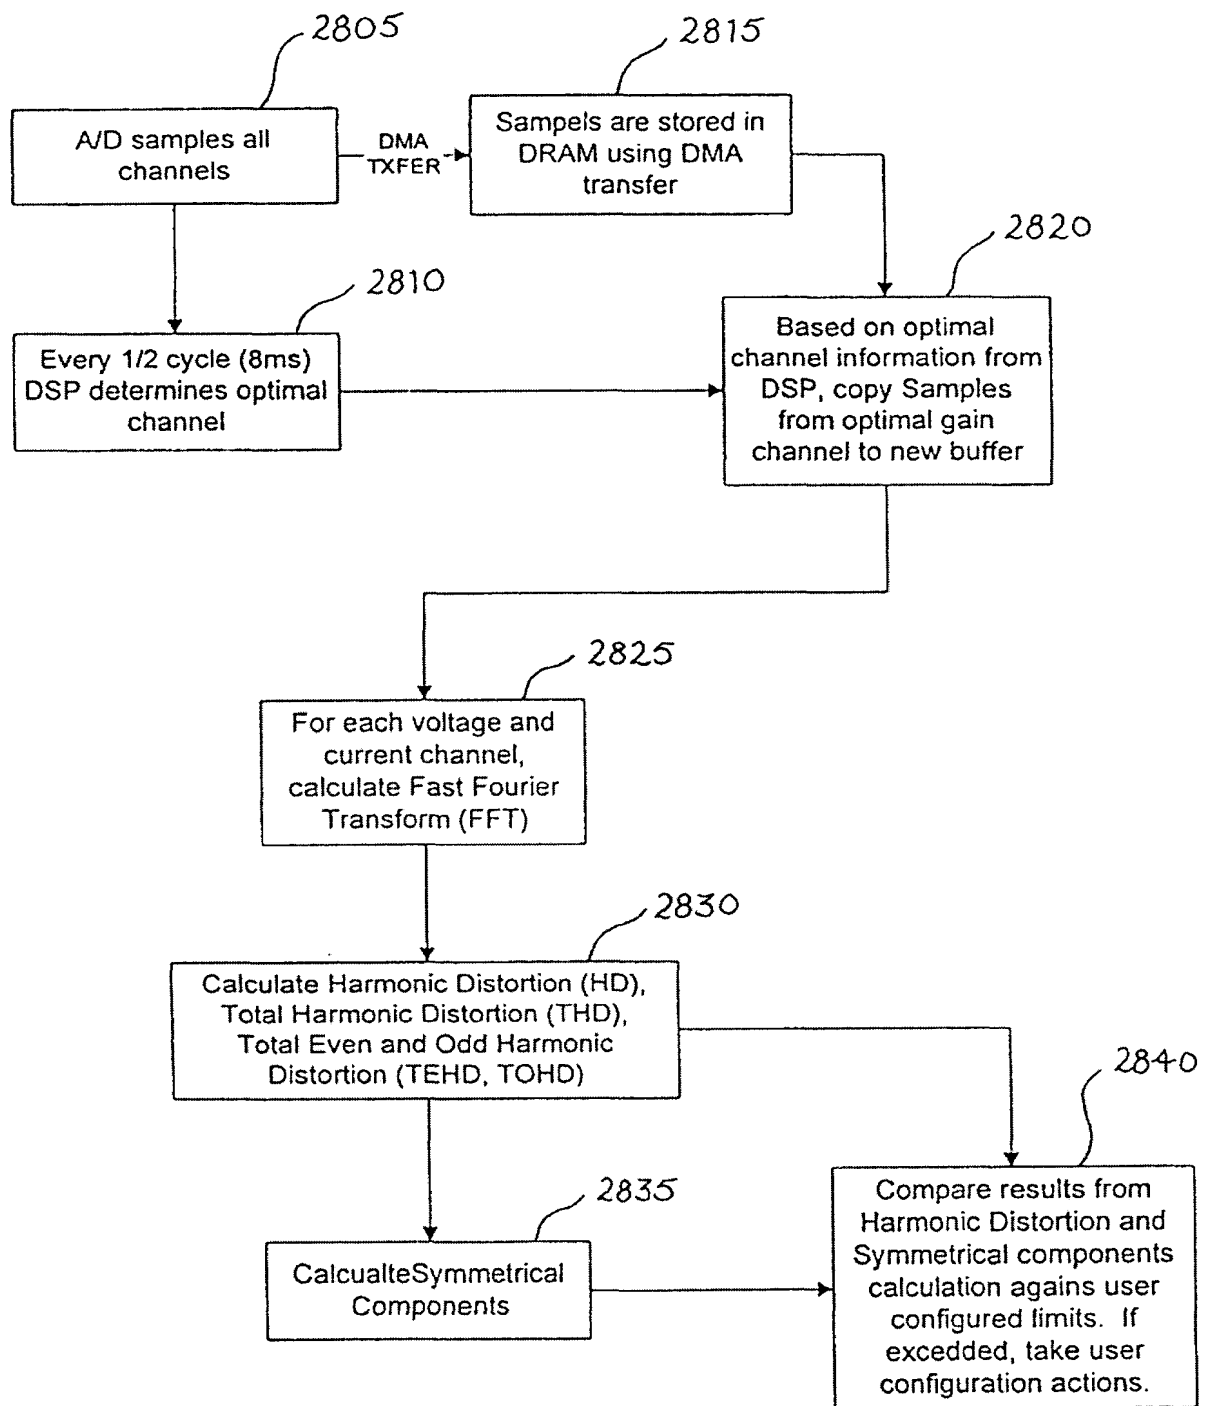 2805
2815
A/D samples all
channels
DMA
TXFER
Sampels are stored in
DRAM using DMA
transfer
2810
2820
Every 1/2 cycle (8ms)
DSP determines optimal
channel
Based on optimal
channel information from
DSP, copy Samples
from optimal gain
channel to new buffer
2825
For each voltage and
current channel,
calculate Fast Fourier
Transform (FFT)
2830
Calculate Harmonic Distortion (HD),
Total Harmonic Distortion (THD),
Total Even and Odd Harmonic
Distortion (TEHD, TOHD)
2840
2835
CalcualteSymmetrical
Components
Compare results from
Harmonic Distortion and
Symmetrical components
calculation agains user
configured limits. If
excedded, take user
configuration actions.